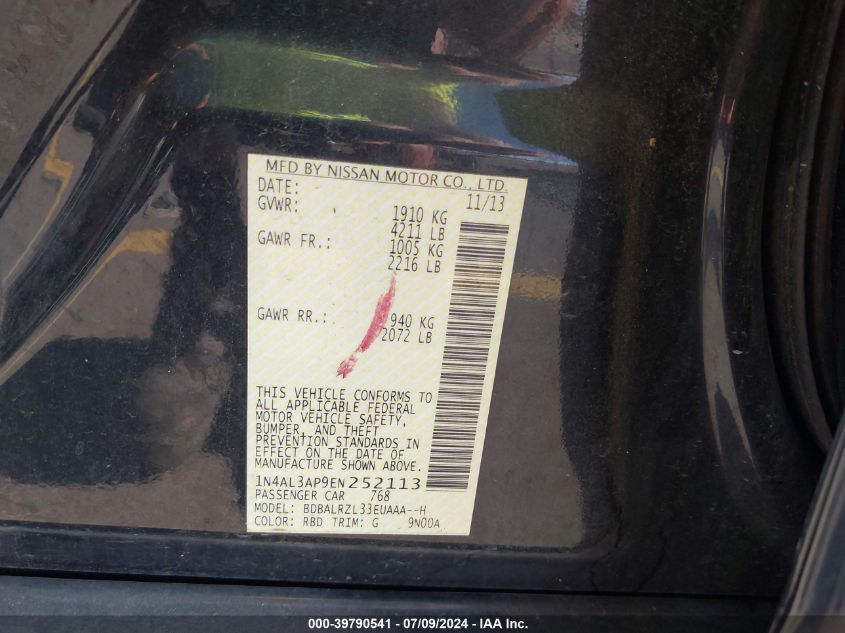 MFD BY NISSAN MOTOR CO., LTD.
DATE: 11/13
GVWR: 1910 KG
4211 LB
GAWR FR.: 1005 KG
2216 LB
GAWR RR.: 940 KG
2072 LB
THIS VEHICLE CONFORMS TO
ALL APPLICABLE FEDERAL
MOTOR VEHICLE SAFETY,
BUMPER, AND THEFT
PREVENTION STANDARDS IN
EFFECT ON THE DATE OF
MANUFACTURE SHOWN ABOVE.
1N4AL3AP9EN252113
PASSENGER CAR 768
MODEL: BDBALRZL33EUAAA--H
COLOR: RBD TRIM: G 9N00A
000-39790541 - 07/09/2024 - IAA Inc.